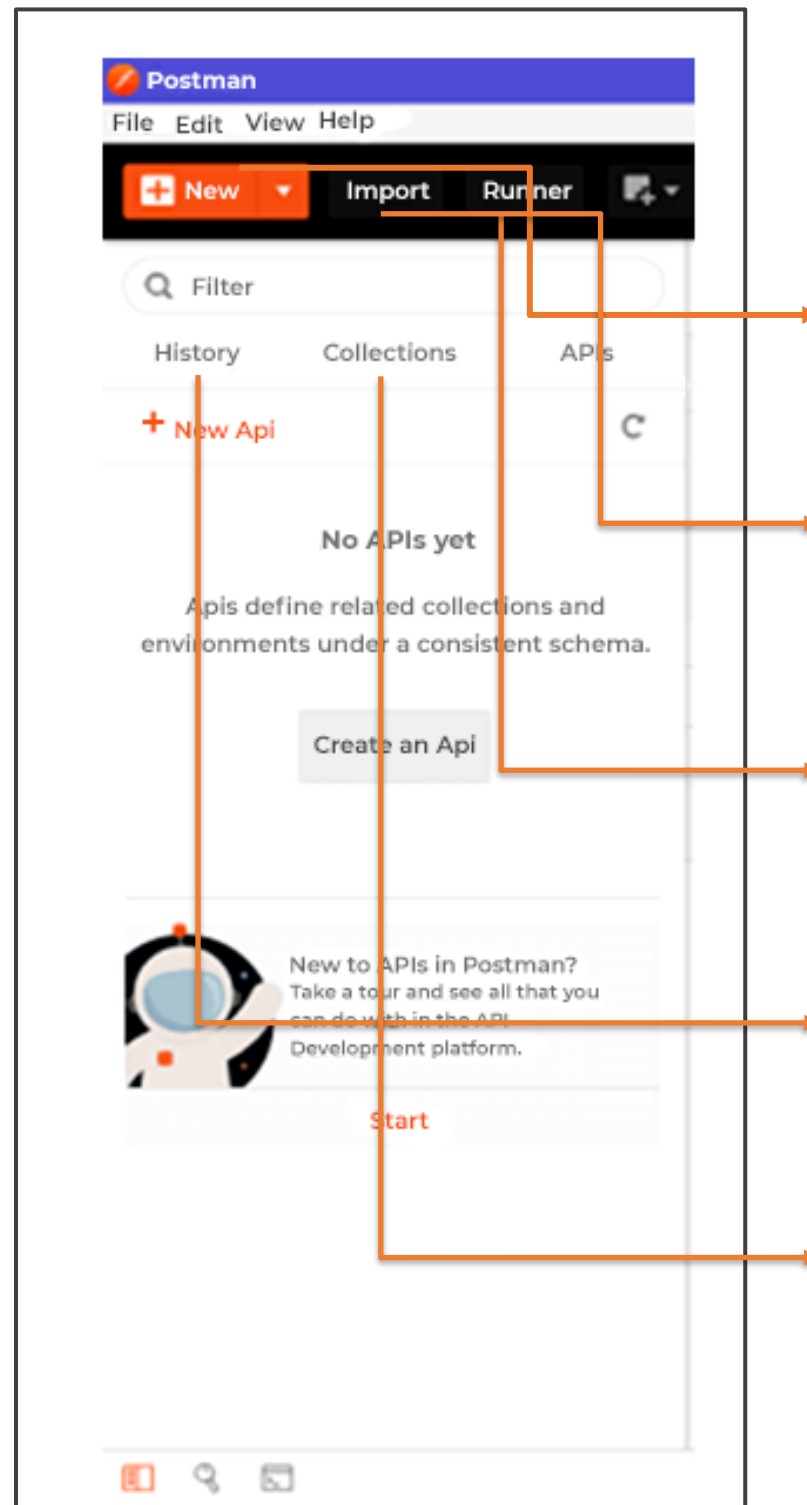 Postman
File Edit View Help
New Import Runner
Filter
History Collections APIs
+ New Api
No APIs yet
Apis define related collections and
environments under a consistent schema.
Create an Api
New to APIs in Postman?
Take a tour and see all that you
can do with in the API
Development platform.
Start